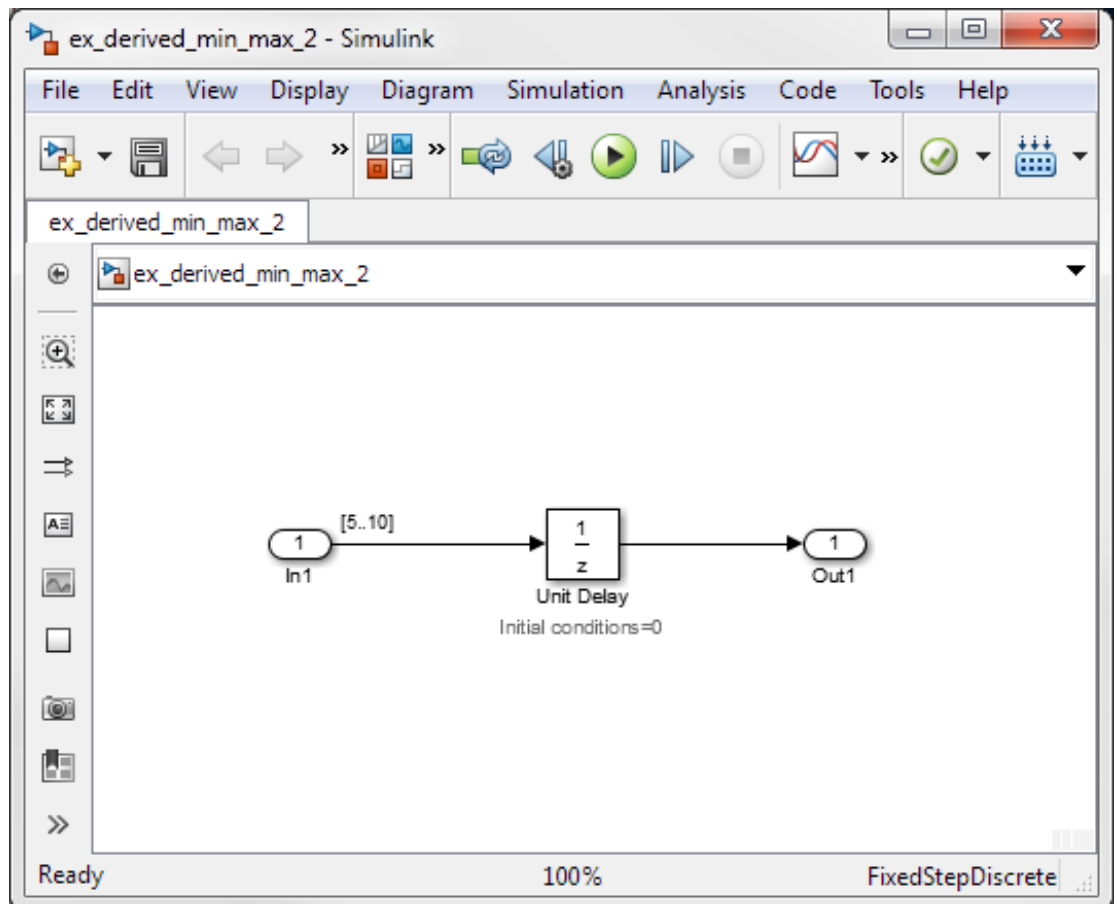 ex_derived_min_max_2 - Simulink
File Edit View Display Diagram Simulation Analysis Code Tools Help
ex_derived_min_max_2
ex_derived_min_max_2
[5..10]
1
In1
1
z
Unit Delay
Initial conditions=0
1
Out1
Ready 100% FixedStepDiscrete